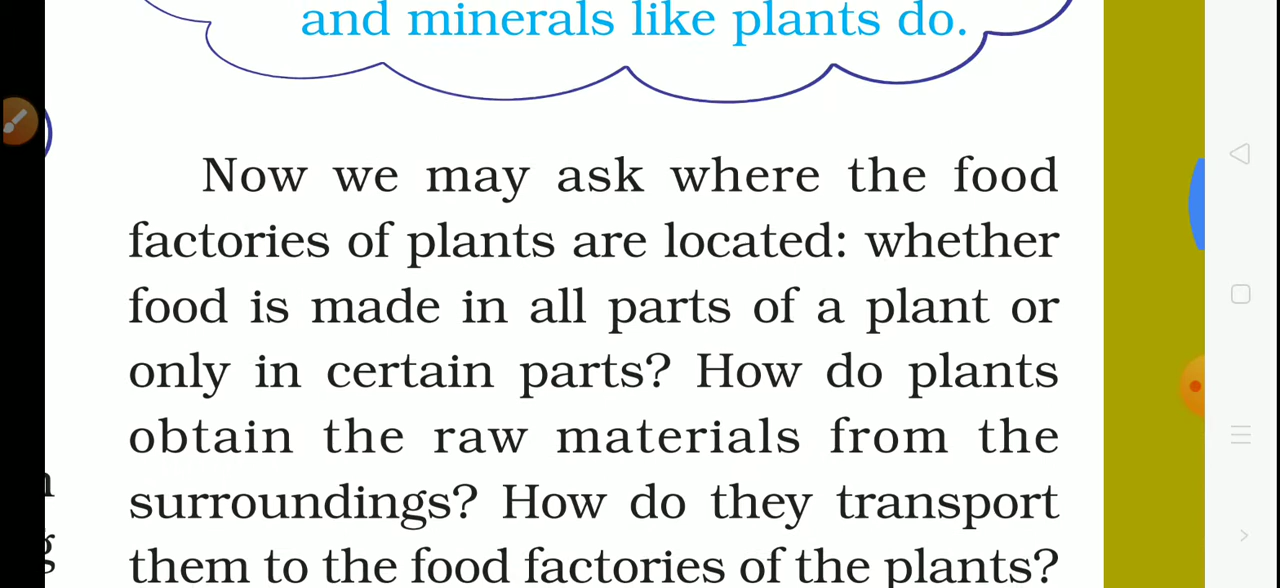 and minerals like plants do.
Now we may ask where the food
factories of plants are located: whether
food is made in all parts of a plant or
only in certain parts? How do plants
obtain the raw materials from the
surroundings? How do they transport
them to the food factories of the plants?